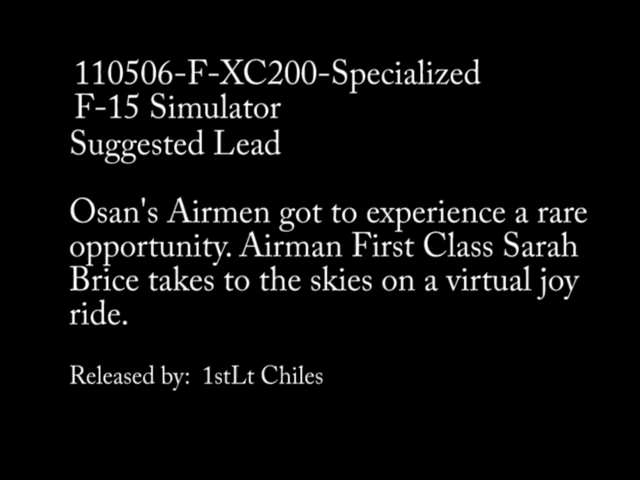 110506-F-XC200-Specialized
F-15 Simulator
Suggested Lead
Osan's Airmen got to experience a rare
opportunity. Airman First Class Sarah
Brice takes to the skies on a virtual joy
ride.
Released by:  1stLt Chiles